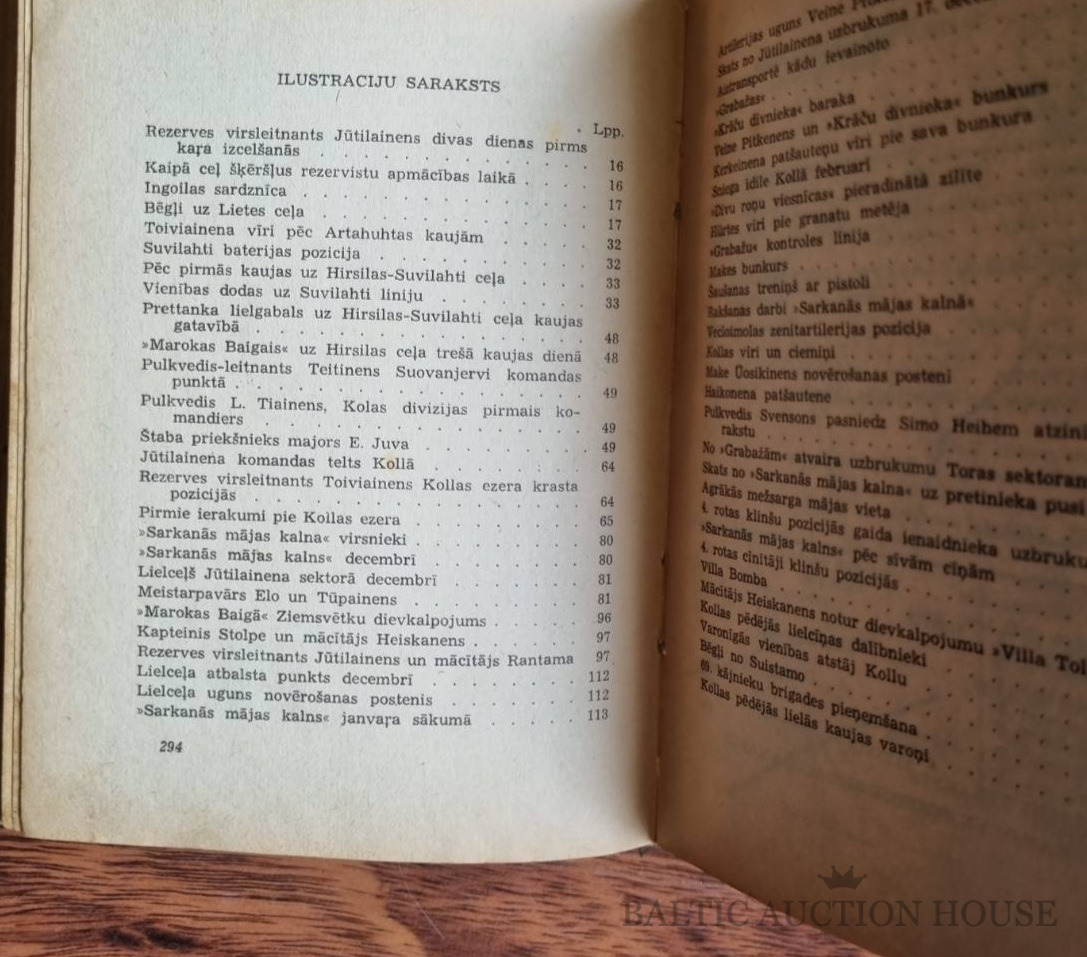 ILUSTRACIJU SARAKSTS
Lpp.
Rezerves virsleitnants Jūtilainens divas dienas pirms
kaŗa izcelšanās . . . . . . . . . . . . 16
Kaipā ceļ šķēršļus rezervistu apmācības laikā . . . . 16
Ingoilas sardznīca . . . . . . . . . . . . 17
Bēgļi uz Lietes ceļa . . . . . . . . . . . 17
Toiviainena vīri pēc Artahuhtas kaujām . . . . . 32
Suvilahti baterijas pozicija . . . . . . . . . 32
Pēc pirmās kaujas uz Hirsilas-Suvilahti ceļa . . . . 33
Vienības dodas uz Suvilahti liniju . . . . . . . 33
Prettanka lielgabals uz Hirsilas-Suvilahti ceļa kaujas
gatavībā . . . . . . . . . . . . . . 48
»Marokas Baigais« uz Hirsilas ceļa trešā kaujas dienā 48
Pulkvedis-leitnants Teitinens Suovanjervi komandas
punktā . . . . . . . . . . . . . . . 49
Pulkvedis L. Tiainens, Kolas divizijas pirmais ko-
mandiers . . . . . . . . . . . . . . 49
Štaba priekšnieks majors E. Juva . . . . . . . 49
Jūtilainena komandas telts Kollā . . . . . . . 64
Rezerves virsleitnants Toiviainens Kollas ezera krasta
pozicijās . . . . . . . . . . . . . . 64
Pirmie ierakumi pie Kollas ezera . . . . . . . 65
»Sarkanās mājas kalna« virsnieki . . . . . . . 80
»Sarkanās mājas kalns« decembrī . . . . . . . 80
Lielceļš Jūtilainena sektorā decembrī . . . . . . 81
Meistarpavārs Elo un Tūpainens . . . . . . . 81
»Marokas Baigā« Ziemsvētku dievkalpojums . . . . 96
Kapteinis Stolpe un mācītājs Heiskanens . . . . . 97
Rezerves virsleitnants Jūtilainens un mācītājs Rantama 97
Lielceļa atbalsta punkts decembrī . . . . . . . 112
Lielceļa uguns novērošanas postenis . . . . . . 112
»Sarkanās mājas kalns« janvaŗa sākumā . . . . . 113
294
Artilerijas uguns Veine
Skats no Jūtilainena uzbrukuma 17.
Aiztransportē kādu ievainoto
»Grabažas«
»Krāču dīvnieka« baraka
Veine Pitkenens un »Krāču dīvnieka« bunkurs
Kerkeinena patšauteņu vīri pie sava bunkura
Sniega idile Kollā februarī
»Divu roņu viesnīcas« pieradinātā zīlīte
Hūries vīri pie granatu metēja
»Grabažu« kontroles linija
Makes bunkurs
Šaušanas treniņš ar pistoli
Rakšanas darbi »Sarkanās mājas kalnā«
Vecloimolas zenitartilerijas pozicija
Kollas vīri un ciemiņi
Make Ūosikinens novērošanas postenī
Haikonena patšautene
Pulkvedis Svensons pasniedz Simo Heihem atzinī
rakstu
No »Grabažām« atvaira uzbrukumu Toras sektoram
Skats no »Sarkanās mājas kalna« uz pretinieka pusi
Agrākās mežsarga mājas vieta
4. rotas klinšu pozicijās gaida ienaidnieka uzbruku
»Sarkanās mājas kalns« pēc sīvām cīņām
4. rotas cīnītāji klinšu pozicijās
Villa Bomba
Mācītājs Heiskanens notur dievkalpojumu »Villa Tol
Kollas pēdējās lielcīņas dalībnieki
Varonīgās vienības atstāj Kollu
Bēgļi no Suistamo
69. kājnieku brigades pieņemšana
Kollas pēdējās lielās kaujas varoņi
BALTIC AUCTION HOUSE